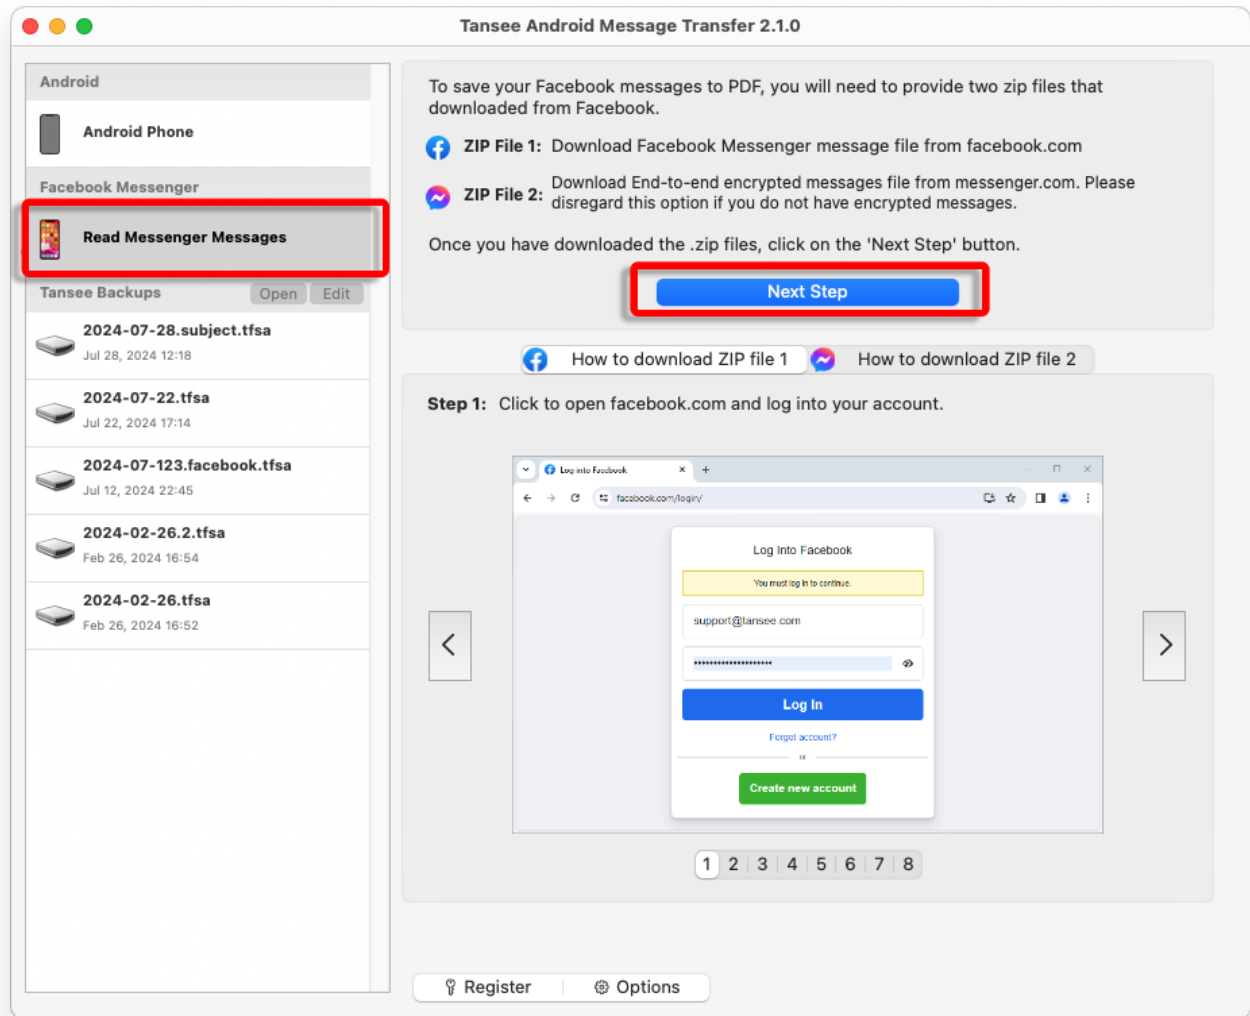 Tansee Android Message Transfer 2.1.0
Android
Android Phone
Facebook Messenger
Read Messenger Messages
Tansee Backups
Open
Edit
2024-07-28.subject.tfsa
Jul 28, 2024 12:18
2024-07-22.tfsa
Jul 22, 2024 17:14
2024-07-123.facebook.tfsa
Jul 12, 2024 22:45
2024-02-26.2.tfsa
Feb 26, 2024 16:54
2024-02-26.tfsa
Feb 26, 2024 16:52
To save your Facebook messages to PDF, you will need to provide two zip files that
downloaded from Facebook.
ZIP File 1: Download Facebook Messenger message file from facebook.com
ZIP File 2: Download End-to-end encrypted messages file from messenger.com. Please
disregard this option if you do not have encrypted messages.
Once you have downloaded the .zip files, click on the 'Next Step' button.
Next Step
How to download ZIP file 1
How to download ZIP file 2
Step 1: Click to open facebook.com and log into your account.
Log into Facebook
facebook.com/login/
Log Into Facebook
You must log in to continue.
support@tansee.com
Log In
Forgot account?
or
Create new account
1 2 3 4 5 6 7 8
Register
Options